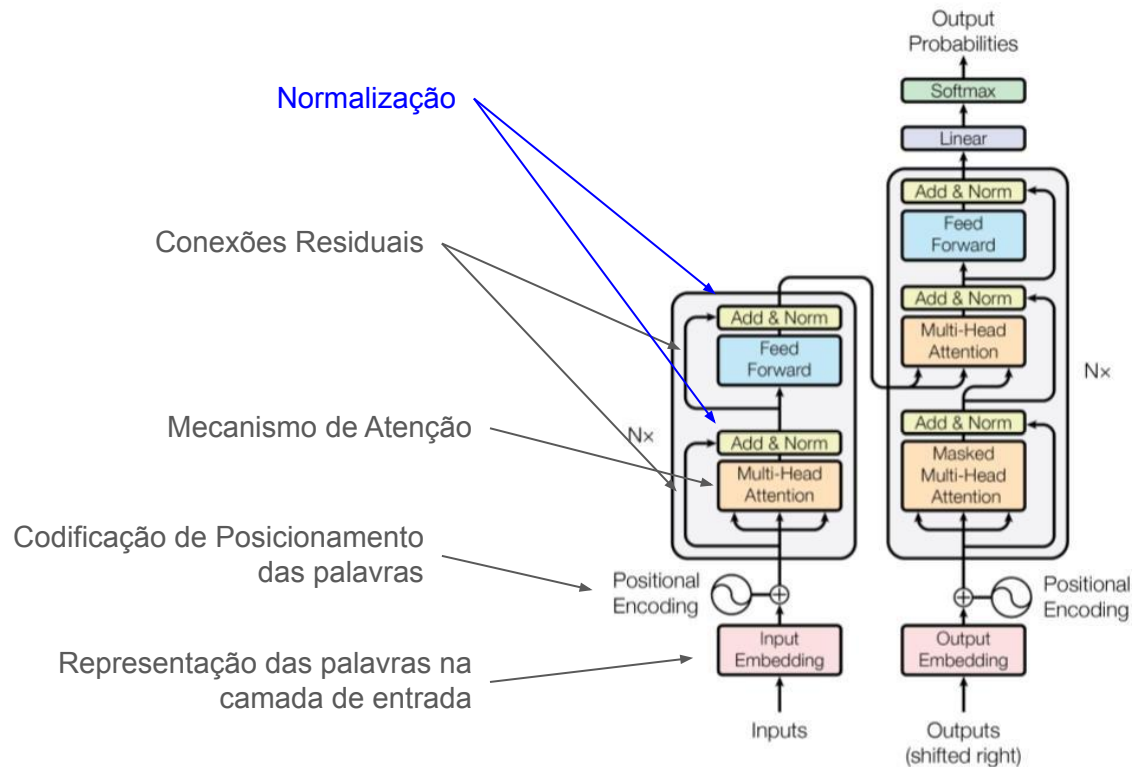 Normalização
Conexões Residuais
Mecanismo de Atenção
Codificação de Posicionamento
das palavras
Representação das palavras na
camada de entrada
Output
Probabilities
Softmax
Linear
Add & Norm
Feed
Forward
Add & Norm
Multi-Head
Attention
Nx
Add & Norm
Masked
Multi-Head
Attention
Positional
Encoding
Output
Embedding
Outputs
(shifted right)
Add & Norm
Feed
Forward
Nx
Add & Norm
Multi-Head
Attention
Positional
Encoding
Input
Embedding
Inputs